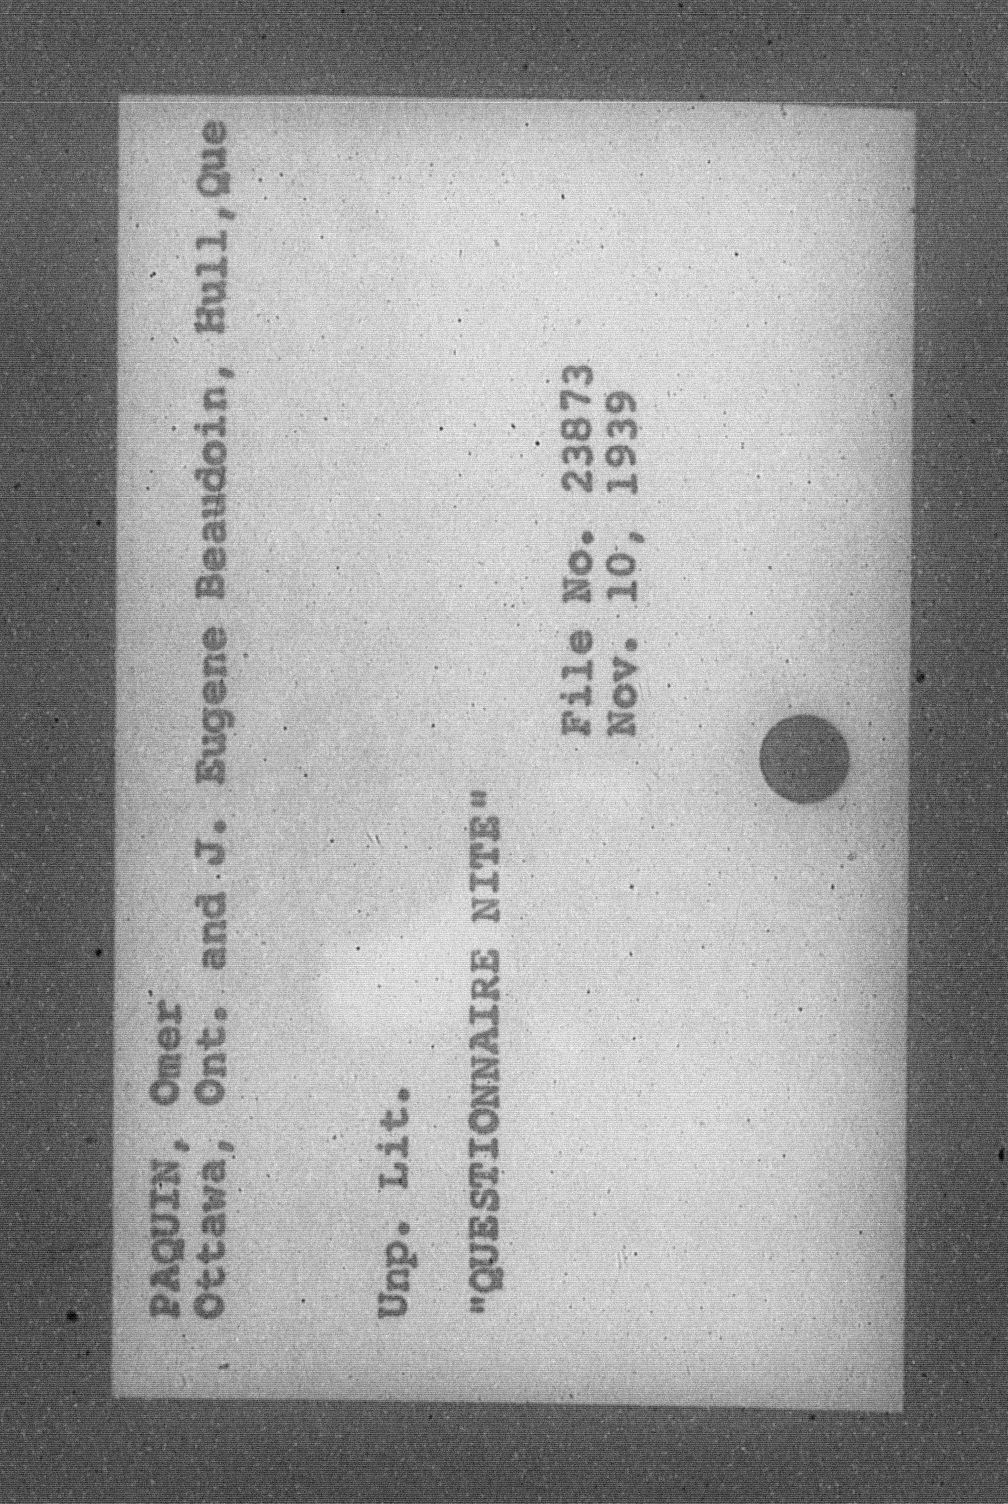 PAQUIN, Omer
Ottawa, Ont. and J. Eugene Beaudoin, Hull,Que
Unp. Lit.
"QUESTIONNAIRE NITE"
File No. 23873
Nov. 10, 1939